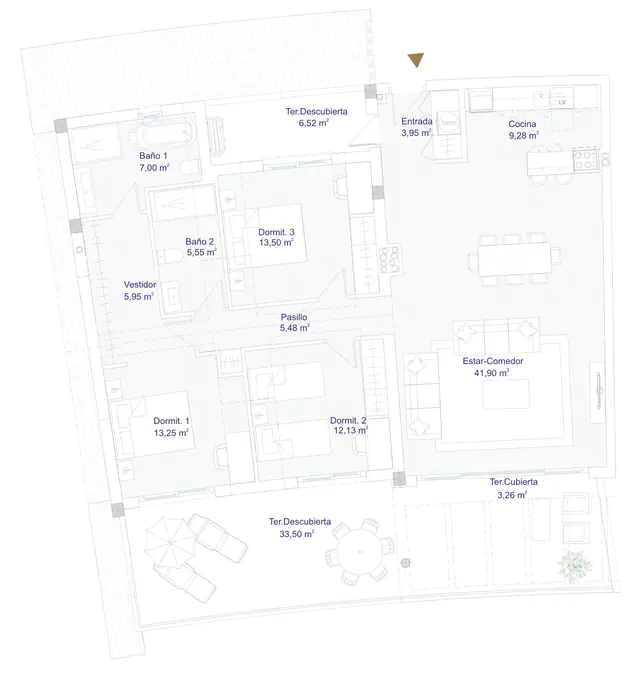 Ter.Descubierta
6,52 m²
Entrada
3,95 m²
Cocina
9,28 m²
LV
Baño 1
7,00 m²
Dormit. 3
13,50 m²
Baño 2
5,55 m²
Vestidor
5,95 m²
Pasillo
5,48 m²
Estar-Comedor
41,90 m²
Dormit. 1
13,25 m²
Dormit. 2
12,13 m²
Ter.Cubierta
3,26 m²
Ter.Descubierta
33,50 m²